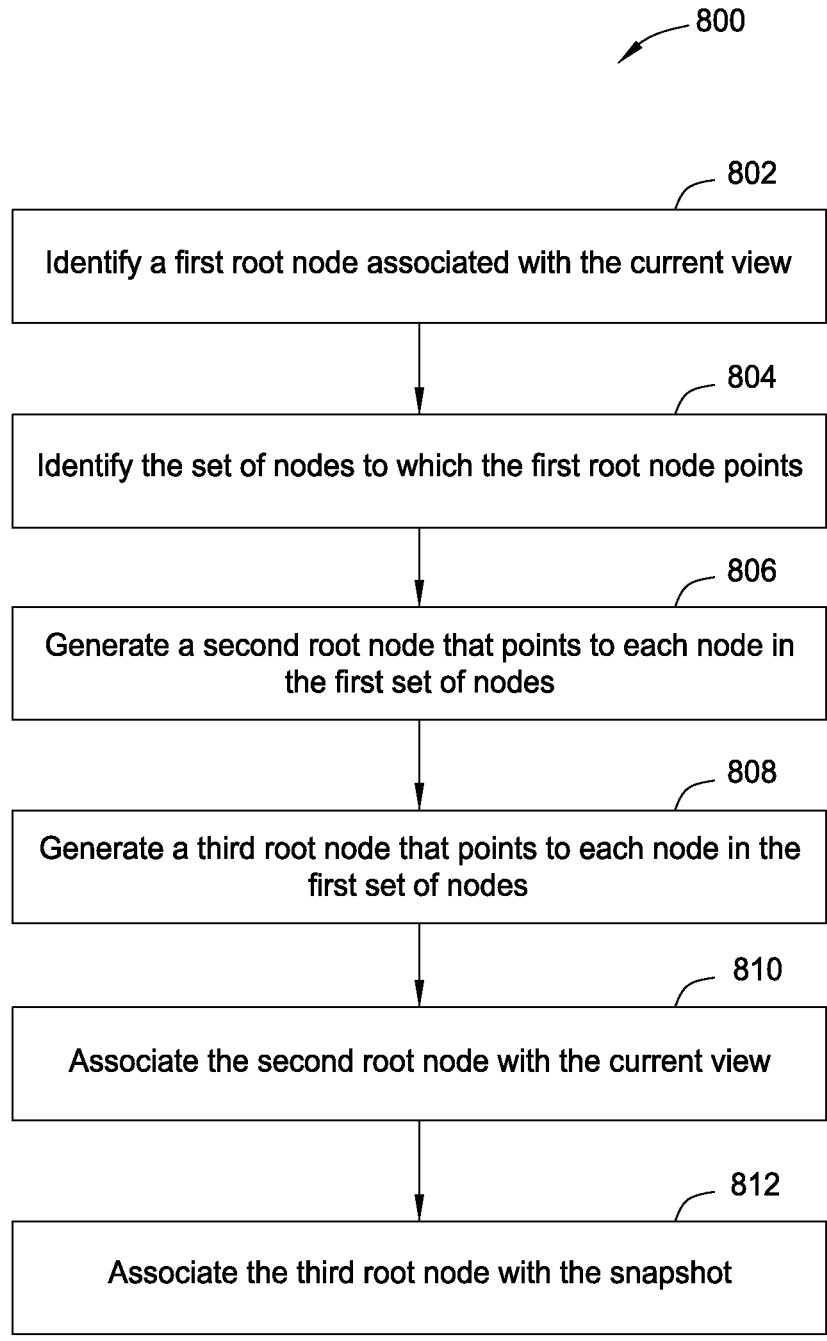 800
802
Identify a first root node associated with the current view
804
Identify the set of nodes to which the first root node points
806
Generate a second root node that points to each node in
the first set of nodes
808
Generate a third root node that points to each node in the
first set of nodes
810
Associate the second root node with the current view
812
Associate the third root node with the snapshot